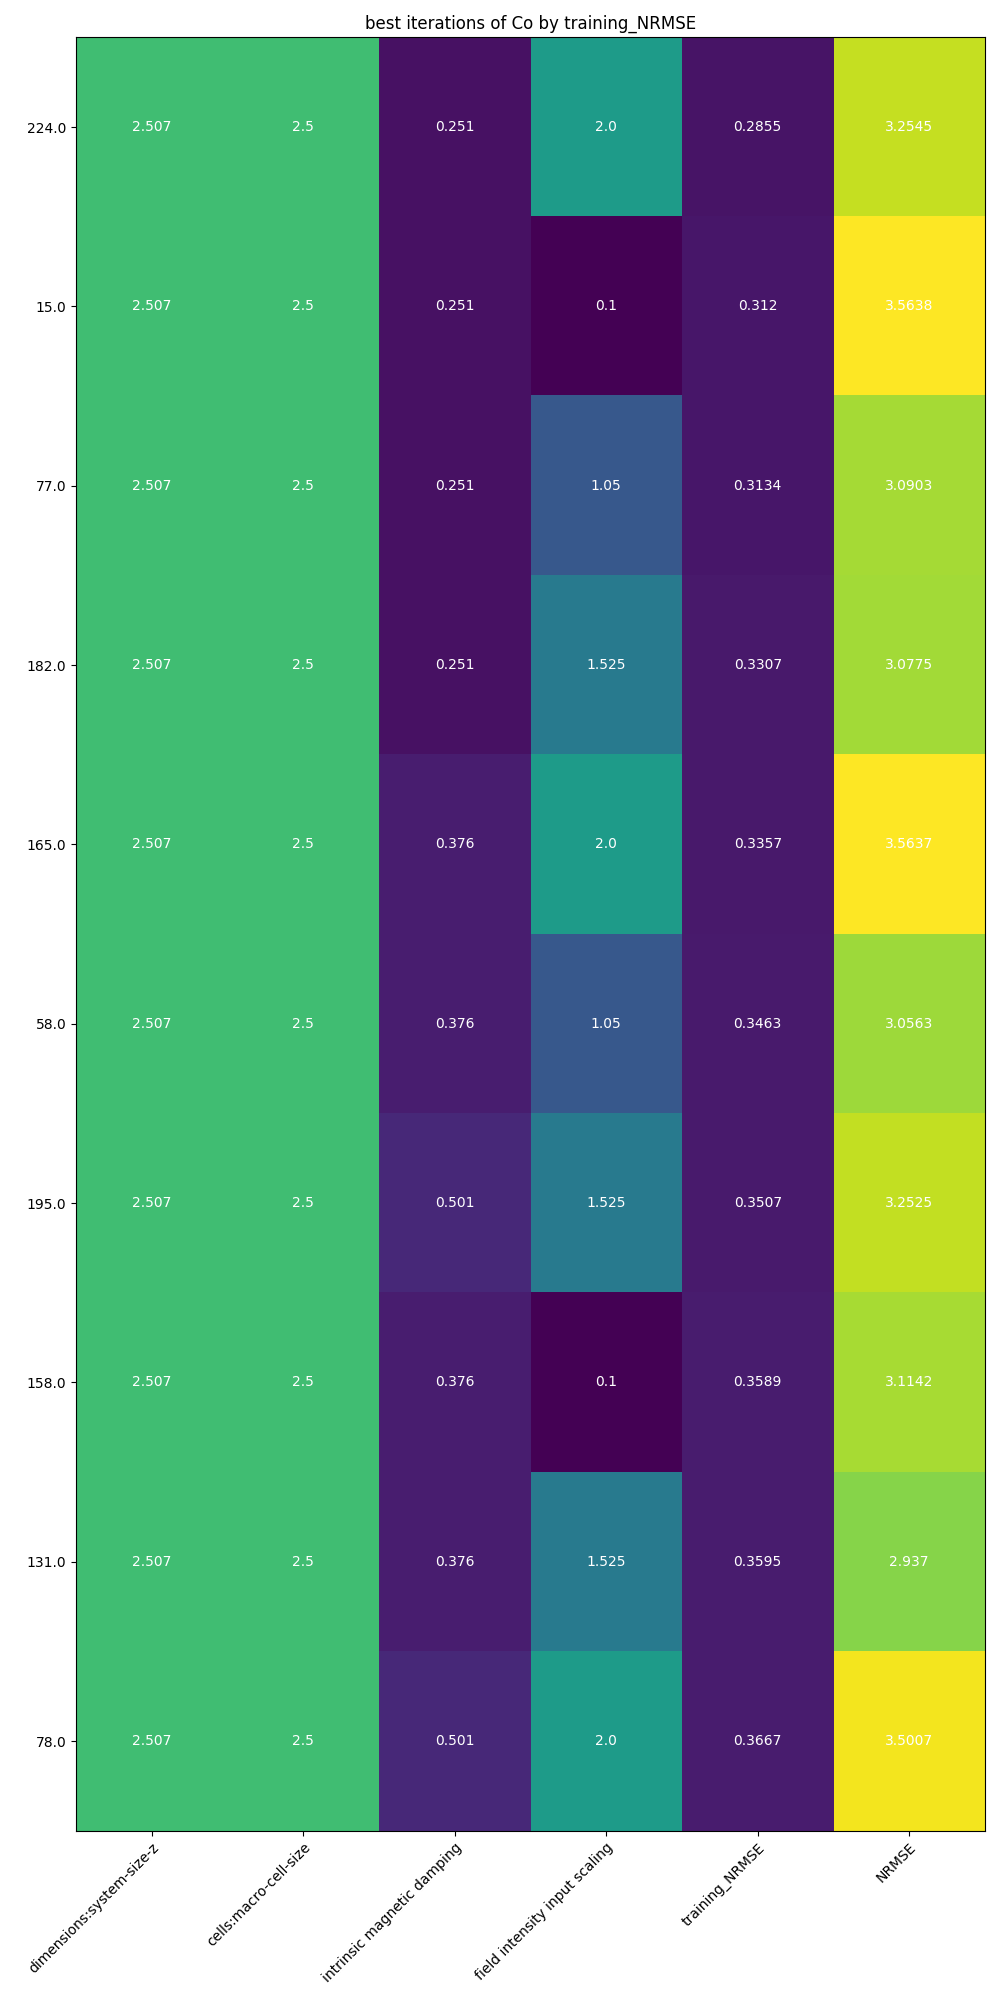 best iterations of Co by training_NRMSE
224.0 2.507 2.5 0.251 2.0 0.2855 3.2545
15.0 2.507 2.5 0.251 0.1 0.312 3.5638
77.0 2.507 2.5 0.251 1.05 0.3134 3.0903
182.0 2.507 2.5 0.251 1.525 0.3307 3.0775
165.0 2.507 2.5 0.376 2.0 0.3357 3.5637
58.0 2.507 2.5 0.376 1.05 0.3463 3.0563
195.0 2.507 2.5 0.501 1.525 0.3507 3.2525
158.0 2.507 2.5 0.376 0.1 0.3589 3.1142
131.0 2.507 2.5 0.376 1.525 0.3595 2.937
78.0 2.507 2.5 0.501 2.0 0.3667 3.5007
dimensions:system-size-z
cells:macro-cell-size
intrinsic magnetic damping
field intensity input scaling
training_NRMSE
NRMSE